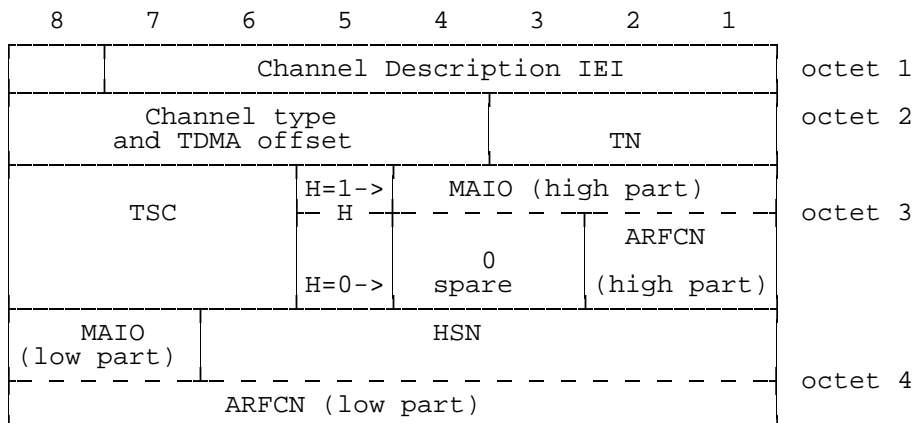 8 7 6 5 4 3 2 1
Channel Description IEI octet 1
Channel type octet 2
and TDMA offset TN
H=1-> MAIO (high part)
TSC H octet 3
ARFCN
0
H=0-> spare (high part)
MAIO HSN
(low part)
octet 4
ARFCN (low part)